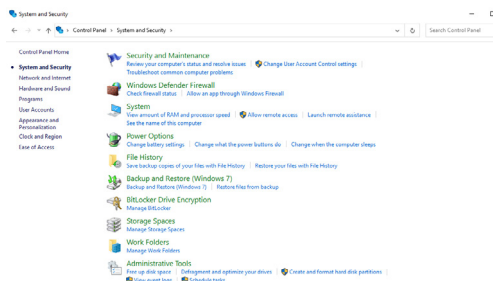 System and Security
Control Panel > System and Security >
Search Control Panel
Control Panel Home
System and Security
Network and Internet
Hardware and Sound
Programs
User Accounts
Appearance and
Personalization
Clock and Region
Ease of Access
Security and Maintenance
Review your computer's status and resolve issues | Change User Account Control settings |
Troubleshoot common computer problems
Windows Defender Firewall
Check firewall status | Allow an app through Windows Firewall
System
View amount of RAM and processor speed | Allow remote access | Launch remote assistance |
See the name of this computer
Power Options
Change battery settings | Change what the power buttons do | Change when the computer sleeps
File History
Save backup copies of your files with File History | Restore your files with File History
Backup and Restore (Windows 7)
Backup and Restore (Windows 7) | Restore files from backup
BitLocker Drive Encryption
Manage BitLocker
Storage Spaces
Manage Storage Spaces
Work Folders
Manage Work Folders
Administrative Tools
Free up disk space | Defragment and optimize your drives | Create and format hard disk partitions |
View event logs | Schedule tasks